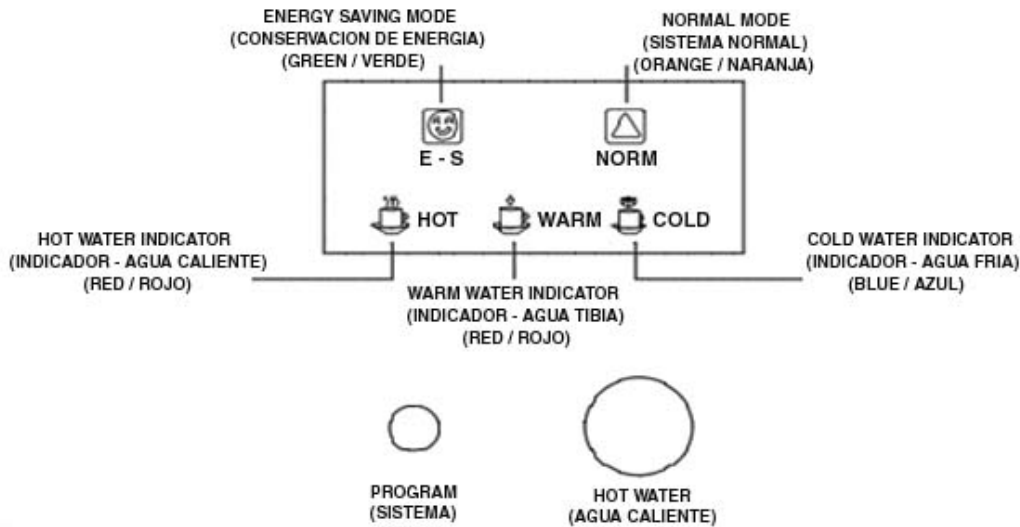 ENERGY SAVING MODE
(CONSERVACION DE ENERGIA)
(GREEN / VERDE)
NORMAL MODE
(SISTEMA NORMAL)
(ORANGE / NARANJA)
E - S
NORM
HOT
WARM
COLD
HOT WATER INDICATOR
(INDICADOR - AGUA CALIENTE)
(RED / ROJO)
WARM WATER INDICATOR
(INDICADOR - AGUA TIBIA)
(RED / ROJO)
COLD WATER INDICATOR
(INDICADOR - AGUA FRIA)
(BLUE / AZUL)
PROGRAM
(SISTEMA)
HOT WATER
(AGUA CALIENTE)